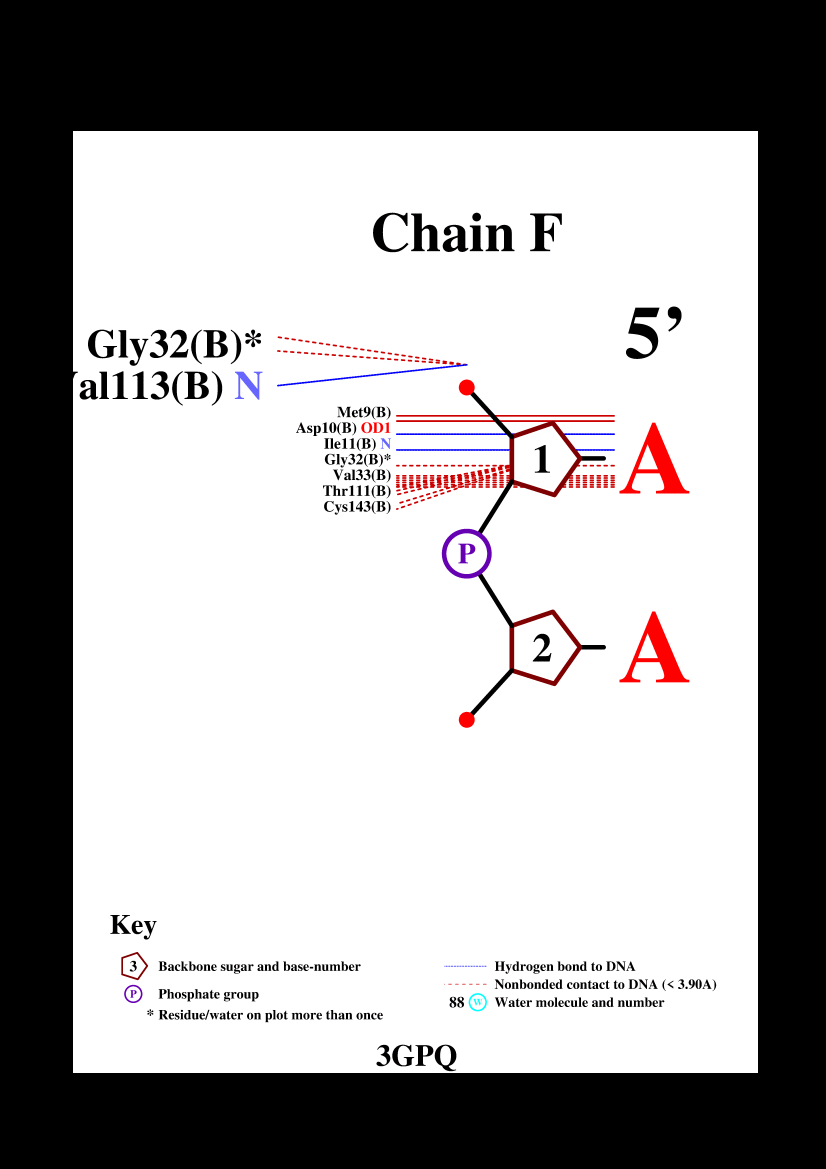 Chain F
5’
Gly32(B)*
al113(B) N
Met9(B)
Asp10(B) OD1
Ile11(B) N
Gly32(B)*
Val33(B)
Thr111(B)
Cys143(B)
1
A
P
2
A
Key
3 Backbone sugar and base-number
P Phosphate group
* Residue/water on plot more than once
Hydrogen bond to DNA
Nonbonded contact to DNA (< 3.90A)
88 W Water molecule and number
3GPQ